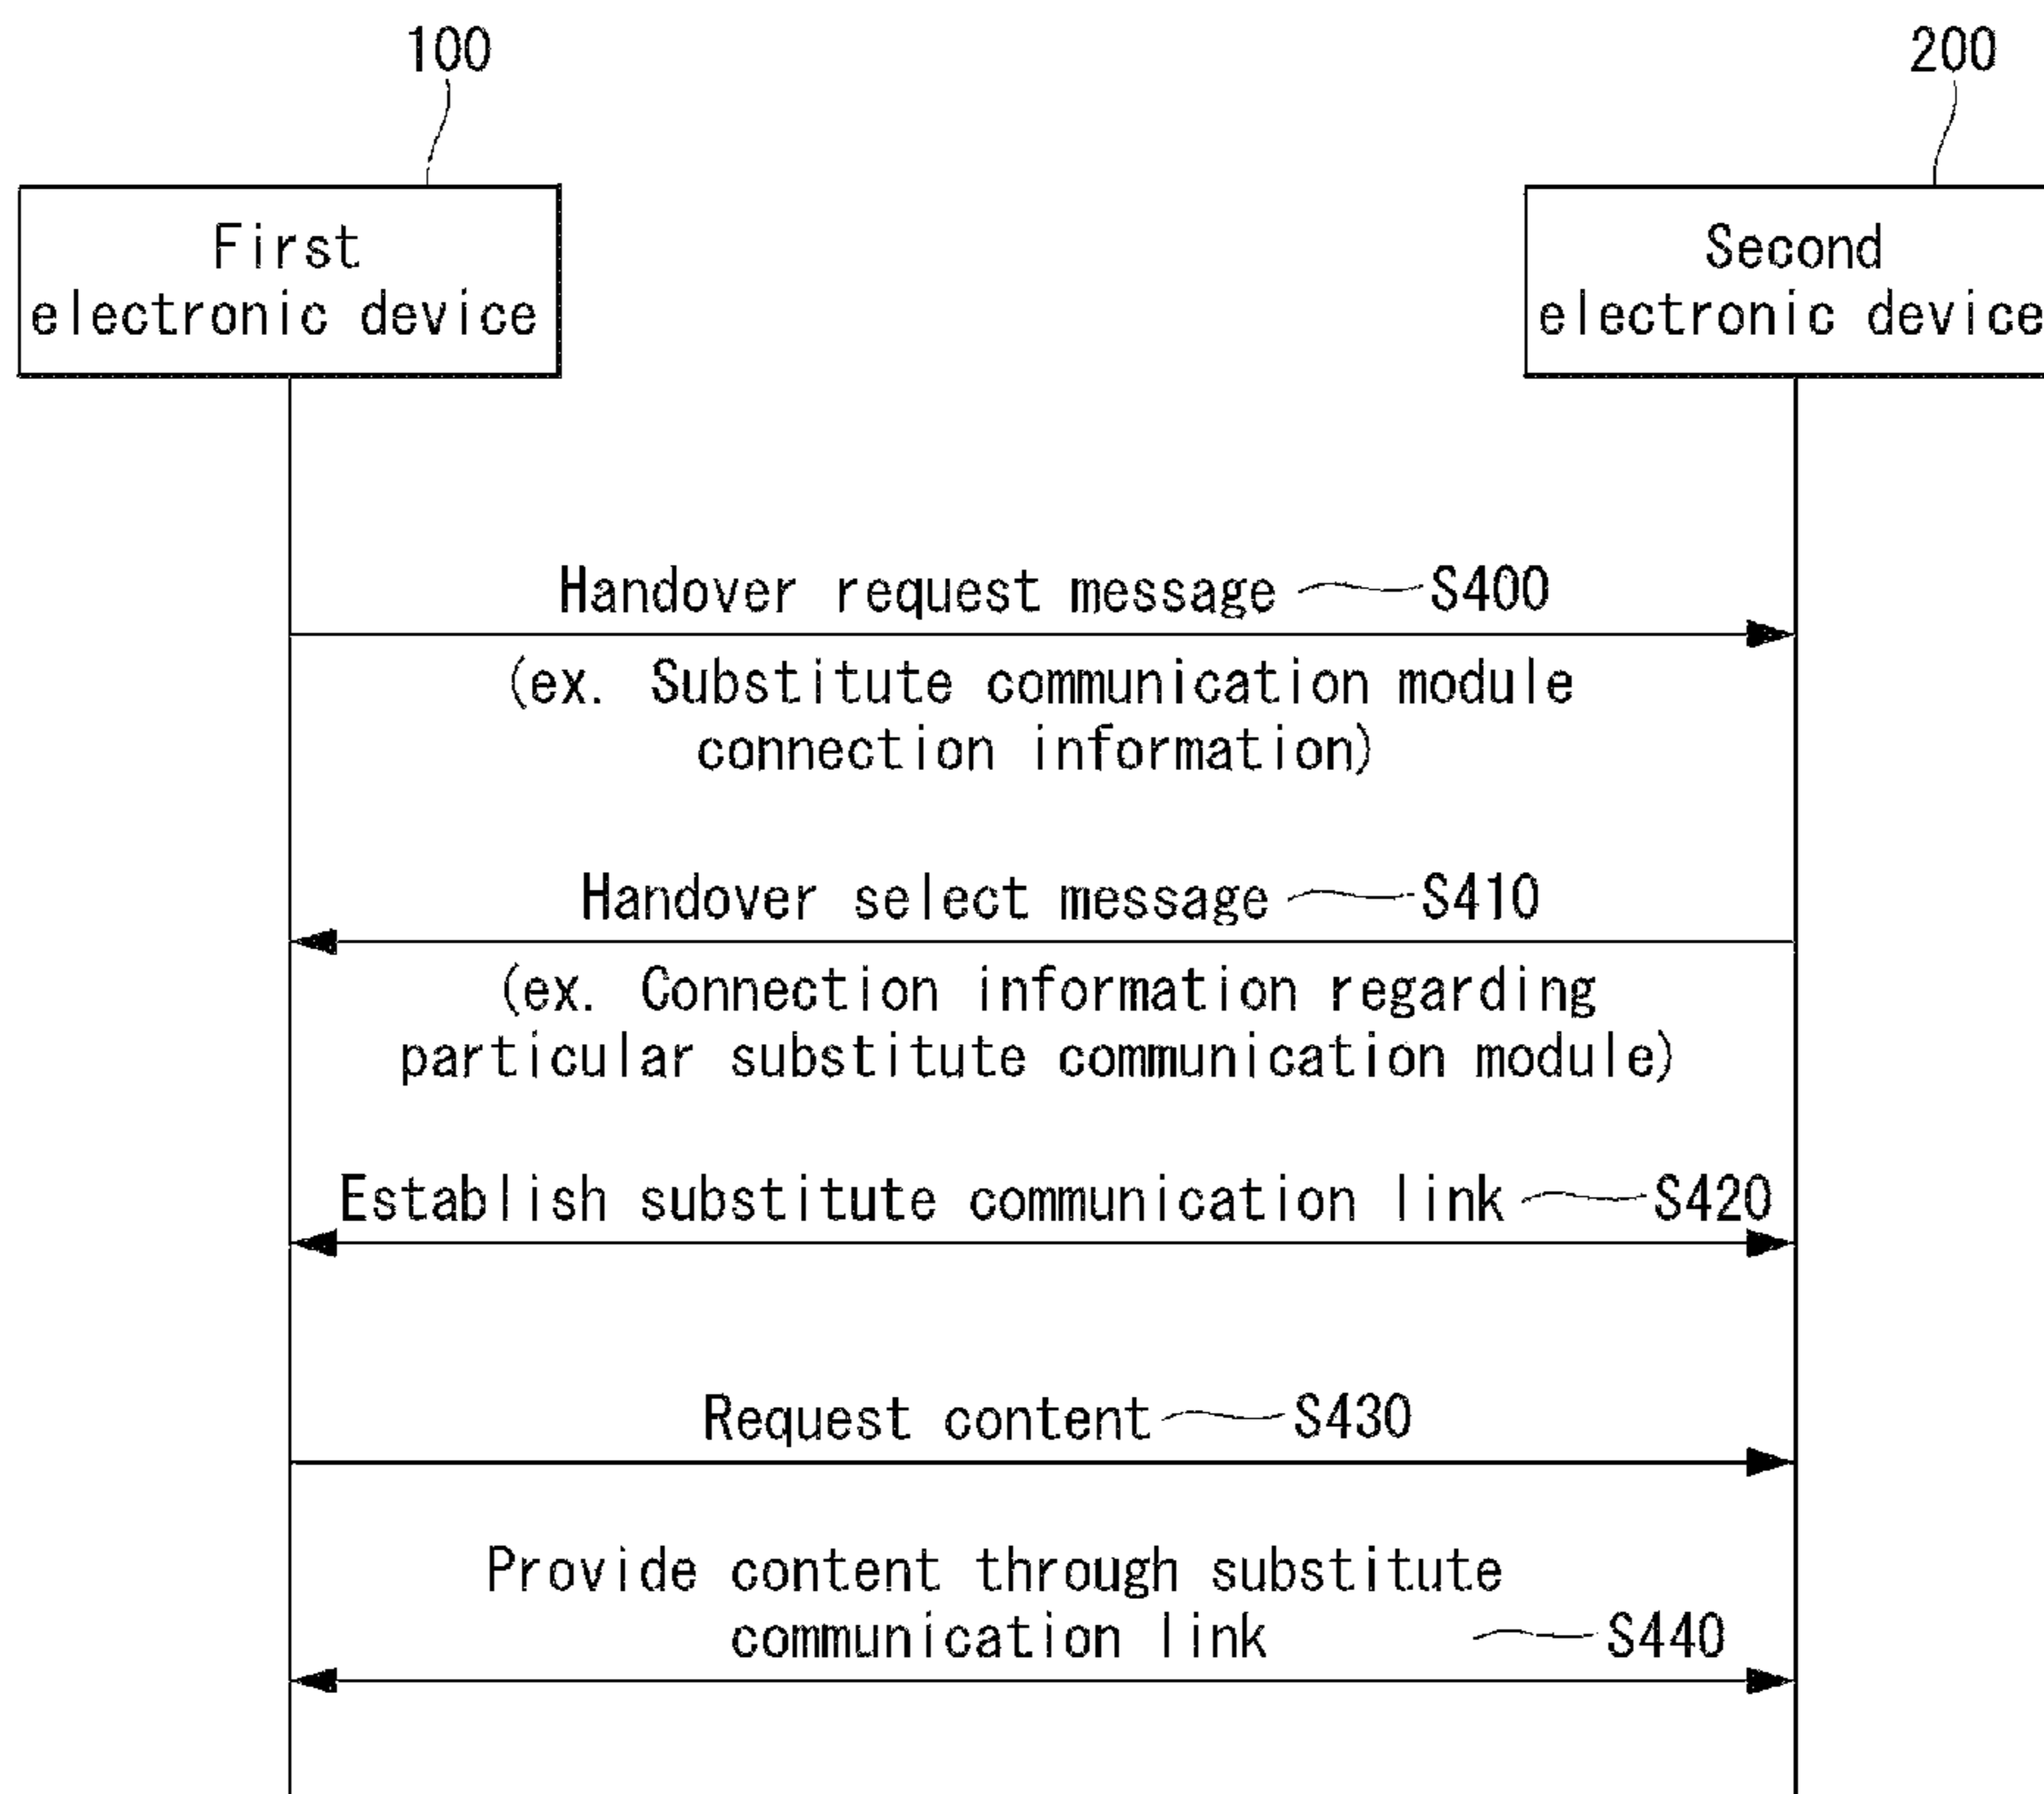 100
200
First
electronic device
Second
electronic device
Handover request message S400
(ex. Substitute communication module
connection information)
Handover select message S410
(ex. Connection information regarding
particular substitute communication module)
Establish substitute communication link S420
Request content S430
Provide content through substitute
communication link S440